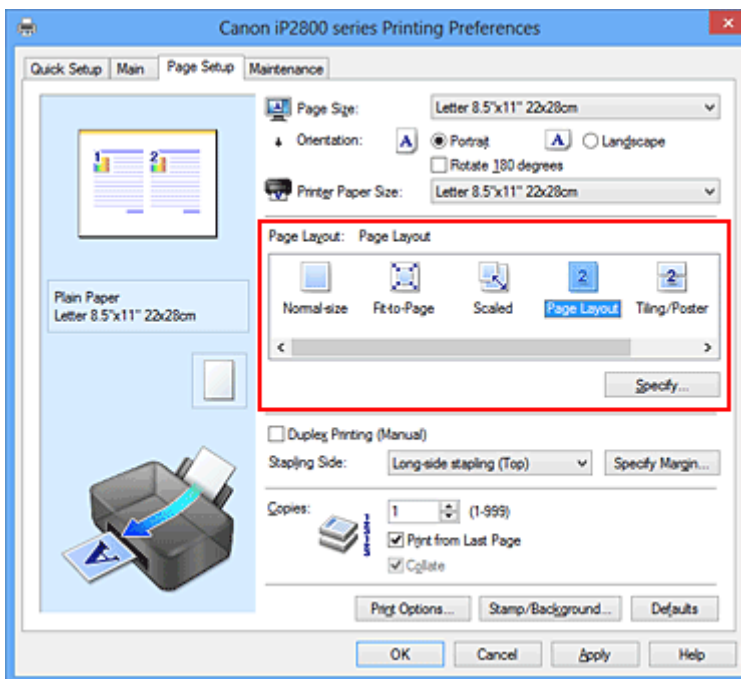 Canon iP2800 series Printing Preferences
Quick Setup Main Page Setup Maintenance
1 2
Plain Paper
Letter 8.5"x11" 22x28cm
Page Size: Letter 8.5"x11" 22x28cm
Orientation: A Portrait A Landscape
Rotate 180 degrees
Printer Paper Size: Letter 8.5"x11" 22x28cm
Page Layout: Page Layout
2 2
Normal-size Fit-to-Page Scaled Page Layout Tiling/Poster
Specify...
Duplex Printing (Manual)
Stapling Side: Long-side stapling (Top) Specify Margin...
Copies: 1 (1-999)
Print from Last Page
Collate
A
Print Options... Stamp/Background... Defaults
OK Cancel Apply Help